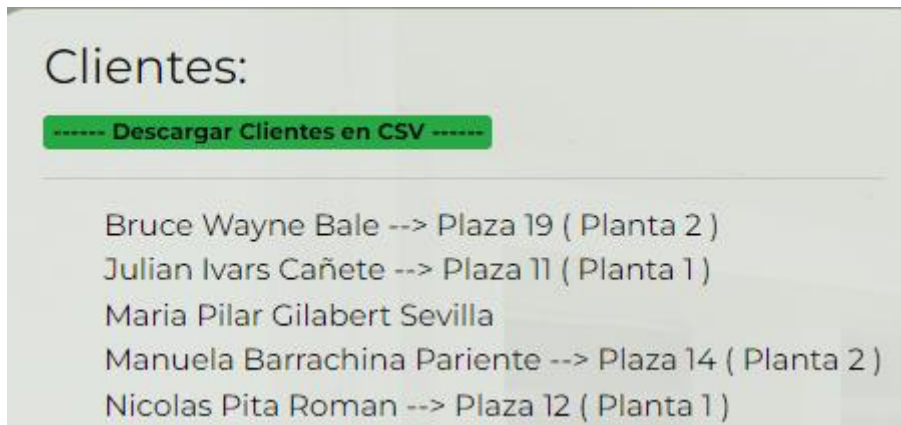 Clientes:
------ Descargar Clientes en CSV ------
Bruce Wayne Bale --> Plaza 19 ( Planta 2 )
Julian Ivars Cañete --> Plaza 11 ( Planta 1 )
Maria Pilar Gilabert Sevilla
Manuela Barrachina Pariente --> Plaza 14 ( Planta 2 )
Nicolas Pita Roman --> Plaza 12 ( Planta 1 )